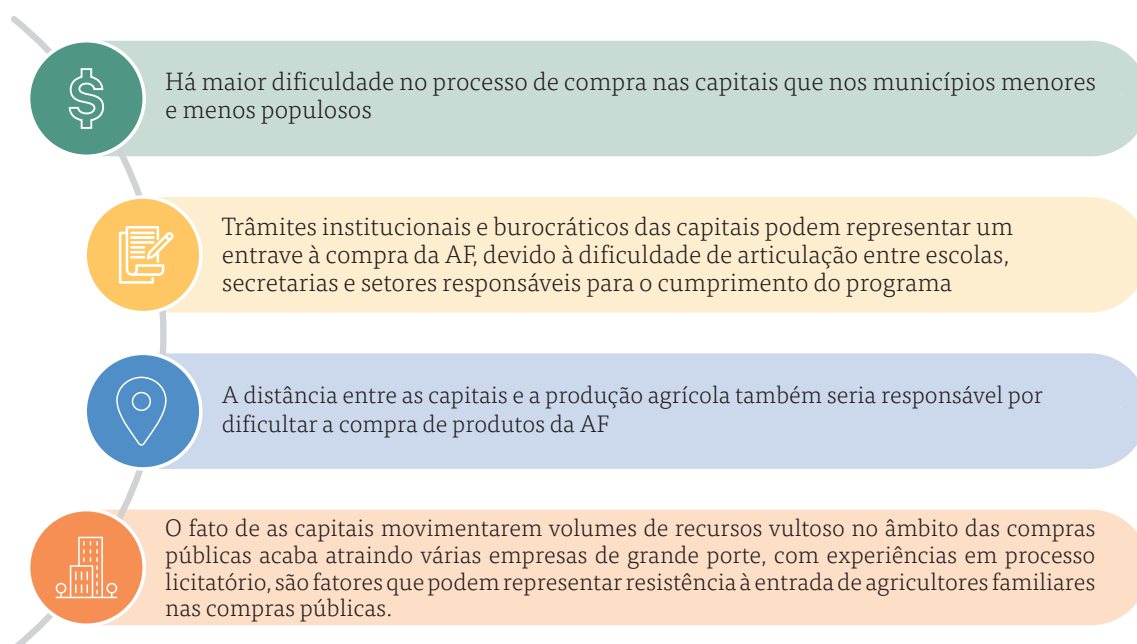 Há maior dificuldade no processo de compra nas capitais que nos municípios menores
e menos populosos
Trâmites institucionais e burocráticos das capitais podem representar um
entrave à compra da AF, devido à dificuldade de articulação entre escolas,
secretarias e setores responsáveis para o cumprimento do programa
A distância entre as capitais e a produção agrícola também seria responsável por
dificultar a compra de produtos da AF
O fato de as capitais movimentarem volumes de recursos vultoso no âmbito das compras
públicas acaba atraindo várias empresas de grande porte, com experiências em processo
licitatório, são fatores que podem representar resistência à entrada de agricultores familiares
nas compras públicas.